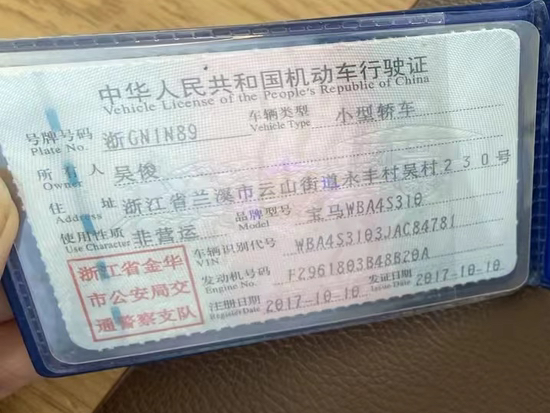 中华人民共和国机动车行驶证
Vehicle License of the People's Republic of China
号牌号码 浙GN1N89 车辆类型 小型轿车
Plate No. Vehicle Type
所有人 吴俊
Owner
住址 浙江省兰溪市云山街道永丰村吴村230号
Address
使用性质 非营运 品牌型号 宝马WBA4S310
Use Character Model
车辆识别代号 WBA4S3103JAC84781
VIN
发动机号码 F2961803B48B20A
Engine No.
注册日期 2017-10-10 发证日期 2017-10-10
Register Date Issue Date
浙江省金华
市公安局交
通警察支队